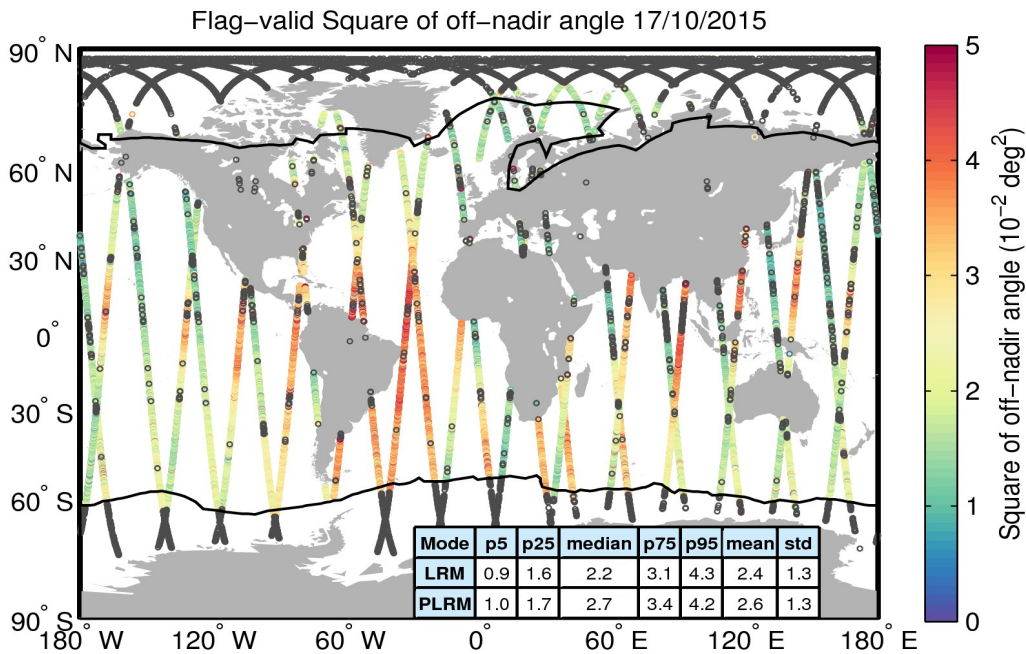 Flag−valid Square of off−nadir angle 17/10/2015
90° N
60° N
30° N
0°
30° S
60° S
90° S
180° W
120° W
60° W
0°
60° E
120° E
180° E
Mode p5 p25 median p75 p95 mean std
LRM 0.9 1.6 2.2 3.1 4.3 2.4 1.3
PLRM 1.0 1.7 2.7 3.4 4.2 2.6 1.3
5
4
3
2
1
0
Square of off−nadir angle (10⁻² deg²)